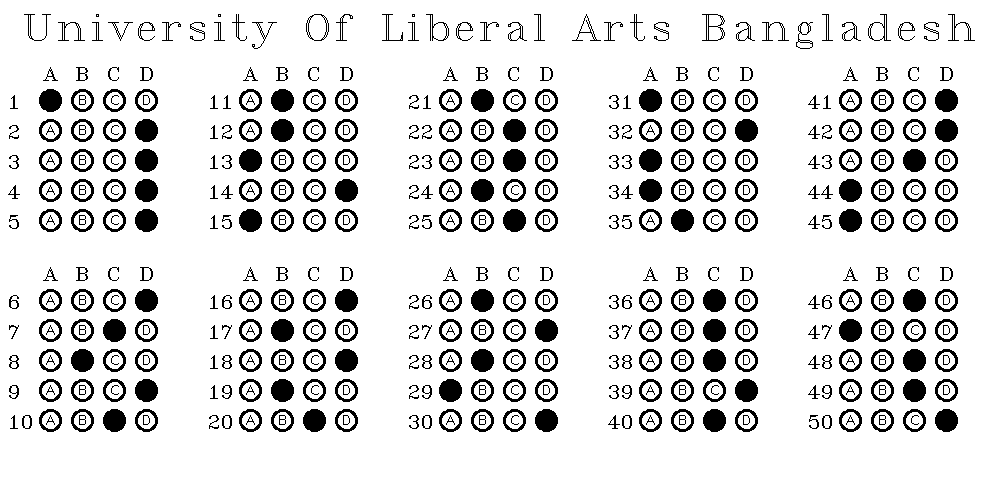 University Of Liberal Arts Bangladesh
A B C D A B C D A B C D A B C D A B C D
1 B C D 11 A C D 21 A C D 31 B C D 41 A B C
2 A B C 12 A C D 22 A B D 32 A B C 42 A B C
3 A B C 13 B C D 23 A B D 33 B C D 43 A B D
4 A B C 14 A B C 24 A C D 34 B C D 44 B C D
5 A B C 15 B C D 25 A B D 35 A C D 45 B C D
A B C D A B C D A B C D A B C D A B C D
6 A B C 16 A B C 26 A C D 36 A B D 46 A B D
7 A B D 17 A C D 27 A B C 37 A B D 47 B C D
8 A C D 18 A B C 28 A C D 38 A B D 48 A B D
9 A B C 19 A C D 29 B C D 39 A B C 49 A B D
10 A B D 20 A B D 30 A B C 40 A B D 50 A B C